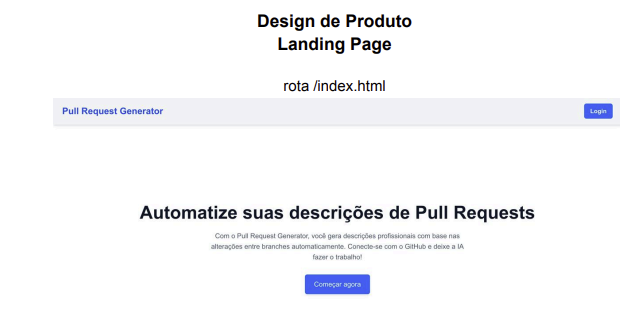 Design de Produto
Landing Page
rota /index.html
Pull Request Generator
Login
Automatize suas descrições de Pull Requests
Com o Pull Request Generator, você gera descrições profissionais com base nas
alterações entre branches automaticamente. Conecte-se com o GitHub e deixe a IA
fazer o trabalho!
Começar agora